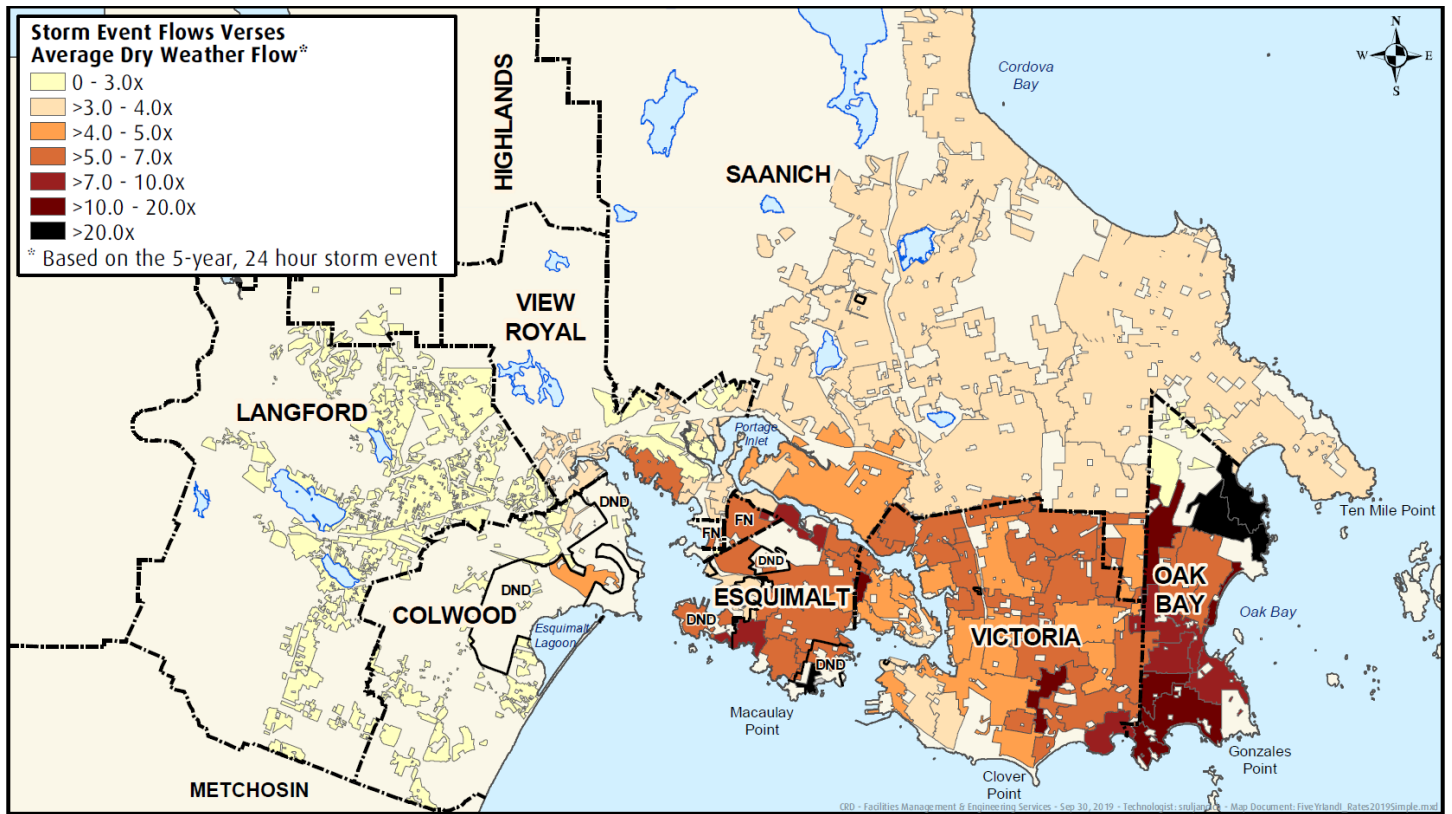 Storm Event Flows Verses
Average Dry Weather Flow*
0 - 3.0x
>3.0 - 4.0x
>4.0 - 5.0x
>5.0 - 7.0x
>7.0 - 10.0x
>10.0 - 20.0x
>20.0x
* Based on the 5-year, 24 hour storm event
N
W
E
S
HIGHLANDS
Cordova
Bay
SAANICH
VIEW
ROYAL
LANGFORD
Portage
Inlet
DND
Ten Mile Point
FN
FN
DND
DND
OAK
BAY
ESQUIMALT
COLWOOD
DND
Oak Bay
Esquimalt
Lagoon
VICTORIA
DND
Macaulay
Point
Gonzales
Point
Clover
Point
METCHOSIN
CRD - Facilities Management & Engineering Services - Sep 30, 2019 - Technologist: - Map Document: